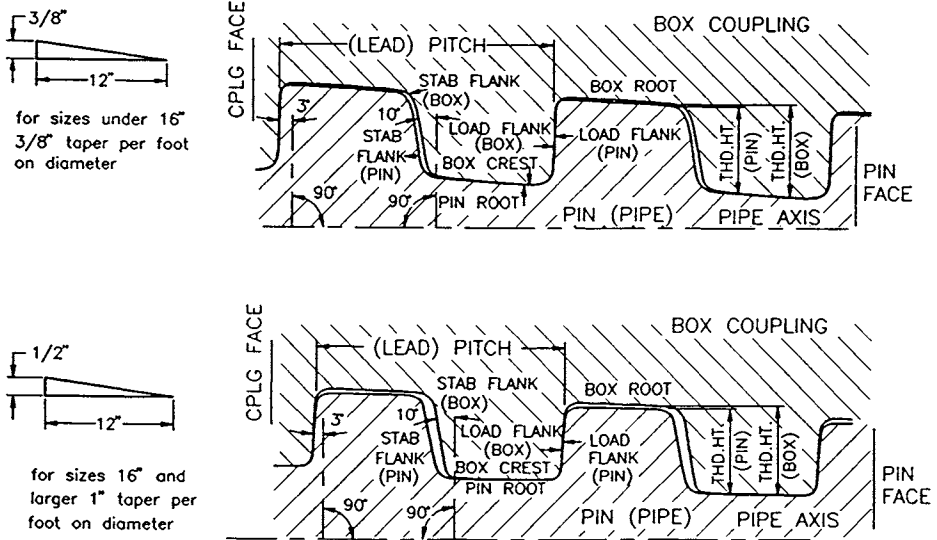 3/8"
12"
for sizes under 16"
3/8" taper per foot
on diameter
CPLG FACE
BOX COUPLING
(LEAD) PITCH
STAB FLANK
(BOX)
BOX ROOT
3°
10°
STAB
FLANK
(PIN)
LOAD FLANK
(BOX)
LOAD FLANK
(PIN)
BOX CREST
THD.HT.
(PIN)
THD.HT.
(BOX)
PIN
FACE
90°
90°
PIN ROOT
PIN (PIPE)
PIPE AXIS
1/2"
12"
for sizes 16" and
larger 1" taper per
foot on diameter
CPLG FACE
BOX COUPLING
(LEAD) PITCH
STAB FLANK
(BOX)
BOX ROOT
3°
10°
STAB
FLANK
(PIN)
LOAD FLANK
(BOX)
LOAD
FLANK
(PIN)
BOX CREST
PIN ROOT
THD.HT.
(PIN)
THD.HT.
(BOX)
PIN
FACE
90°
90°
PIN (PIPE)
PIPE AXIS